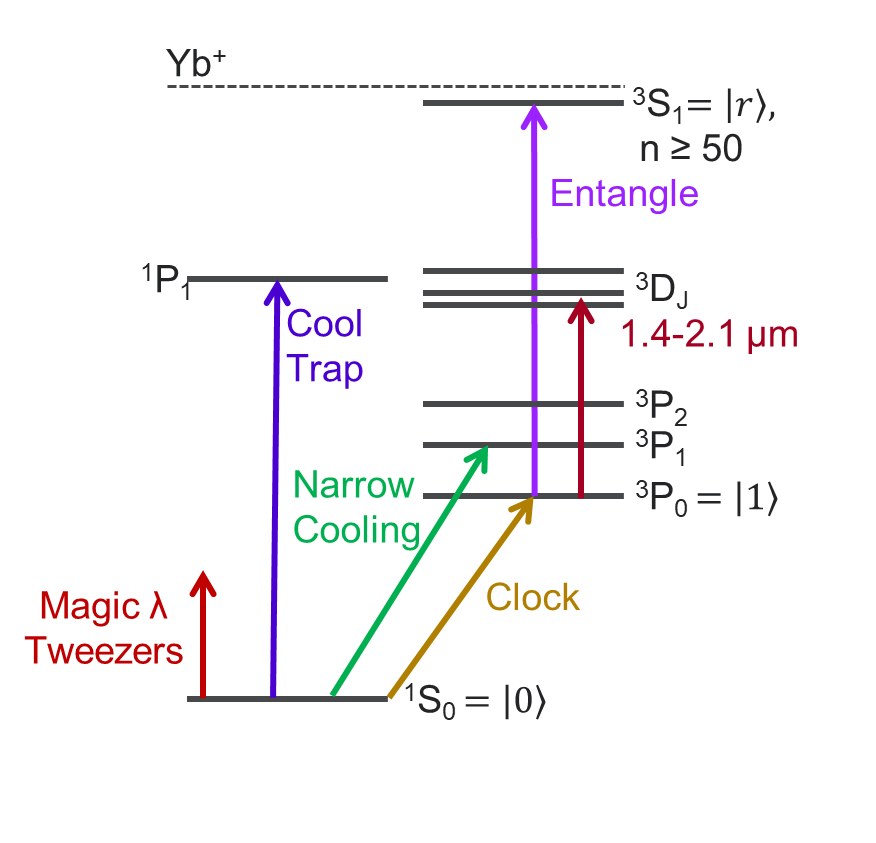 Yb⁺
³S₁= |r⟩,
n ≥ 50
Entangle
¹P₁
³D_J
Cool
Trap
1.4-2.1 μm
³P₂
³P₁
Narrow
Cooling
³P₀ = |1⟩
Clock
Magic λ
Tweezers
¹S₀ = |0⟩